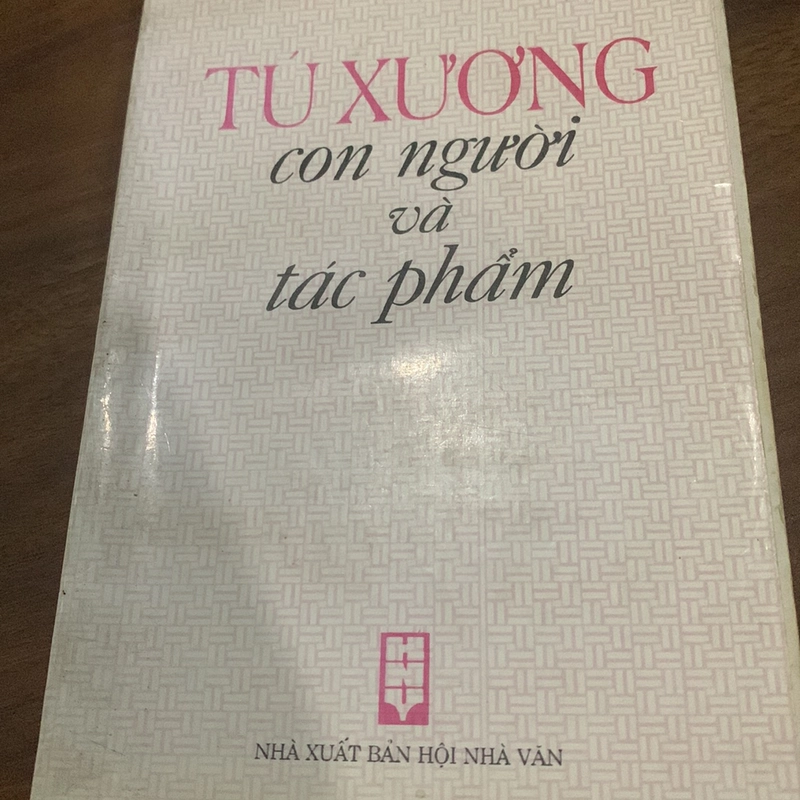 TÚ XƯƠNG
con người
và
tác phẩm
NHÀ XUẤT BẢN HỘI NHÀ VĂN